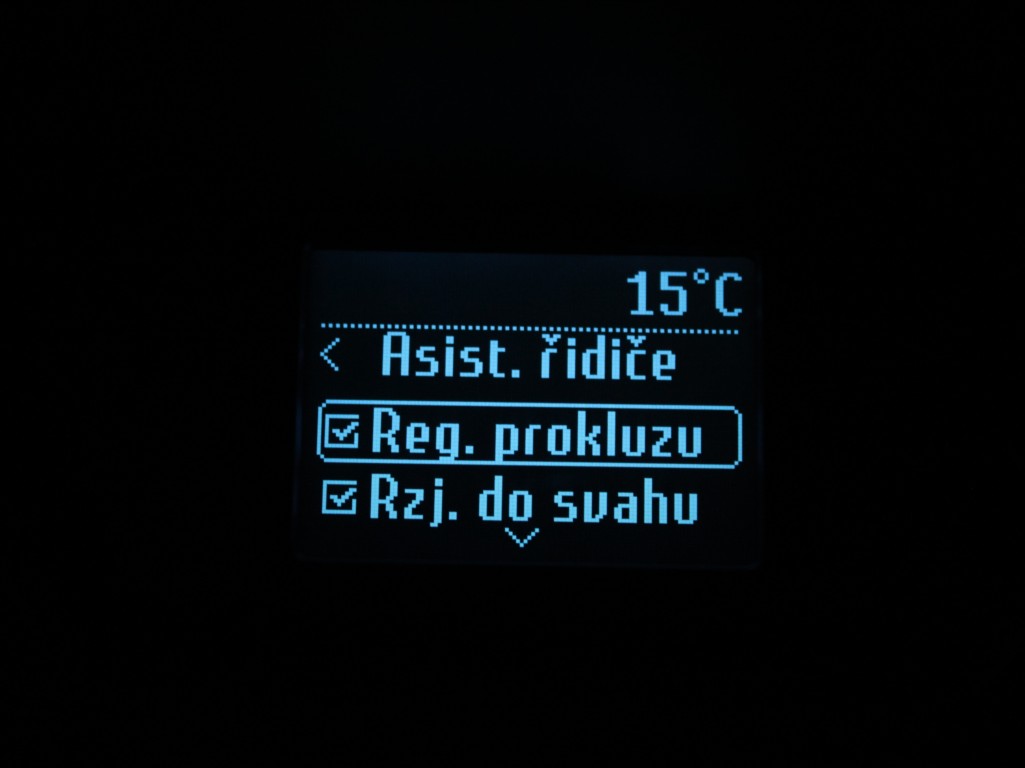 15°C
Asist. řidiče
Reg. prokluzu
Rzj. do svahu